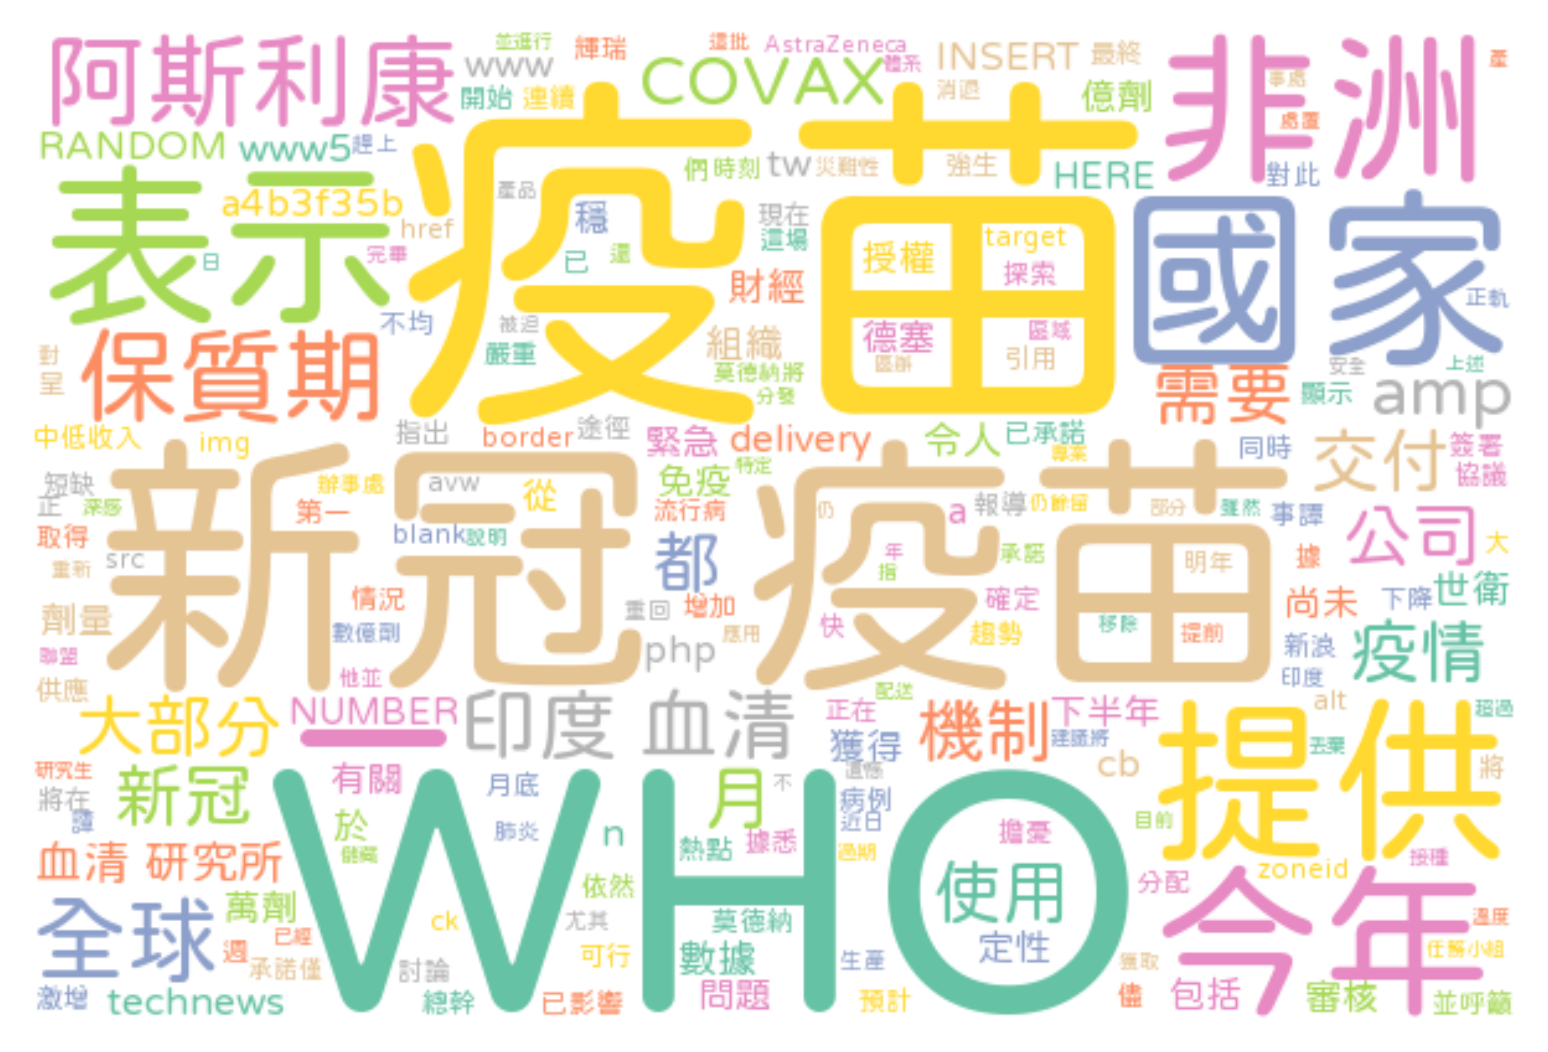 阿斯利康
www
並進行
輝瑞
這批
AstraZeneca
體系
COVAX
INSERT
最終
非洲
事處
產
開始
連續
消退
億劑
處置
RANDOM
www5
趕上
疫苗
們
時刻
tw
災難性
強生
HERE
對此
表示
a4b3f35b
href
產品
穩
現在
這場
授權
target
探索
國家
正軌
日
完畢
已
還
財經
不均
被迫
嚴重
組織
德塞
區域
區辦
引用
莫德納將
分發
安全
上述
對
呈
保質期
需要
顯示
amp
中低收入
img
指出
border
途徑
緊急
delivery
令人
已承諾
同時
交付
簽署
協議
短缺
正
深感
新冠
疫苗
辦事處
avw
從
免疫
特定
專案
第一
流行病
仍
a
報導
仍餘留
部分
雖然
事譚
公司
大
取得
blank
說明
都
年
指
承諾
明年
據
重新
src
世衛
情況
重回
增加
確定
尚未
下降
劑量
數億劑
應用
快
趨勢
移除
提前
新浪
疫情
聯盟
php
供應
他並
印度
大部分
NUMBER
印度
血清
配送
正在
下半年
alt
超過
獲得
機制
建議將
提供
丟棄
研究生
新冠
有關
月底
月
不
遺憾
cb
將
將在
譚
WHO
病例
於
肺炎
n
近日
擔憂
目前
儲藏
熱點
據悉
過期
血清
研究所
依然
使用
分配
zoneid
接種
全球
萬劑
ck
尤其
莫德納
定性
今年
溫度
已經
週
承諾僅
討論
可行
數據
生產
獲取
任務小組
激增
technews
總幹
已影響
問題
預計
儘
包括
審核
並呼籲